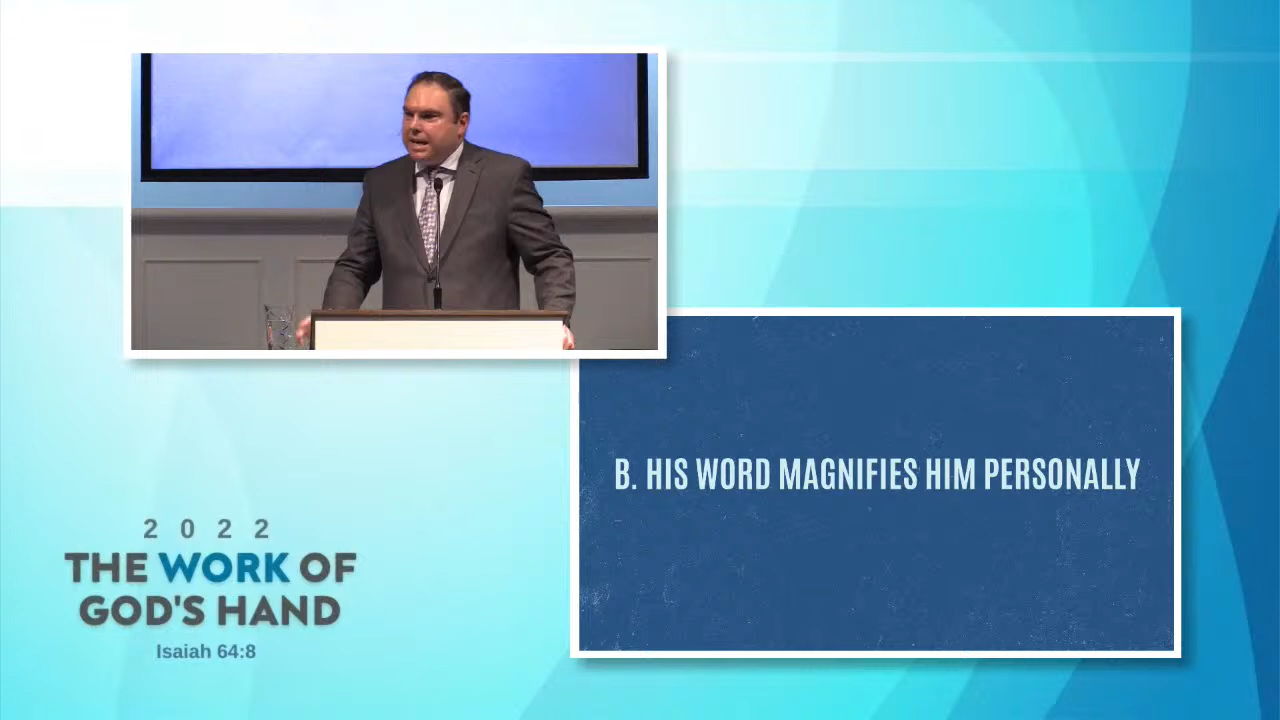 B. HIS WORD MAGNIFIES HIM PERSONALLY
2022
THE WORK OF
GOD'S HAND
Isaiah 64:8